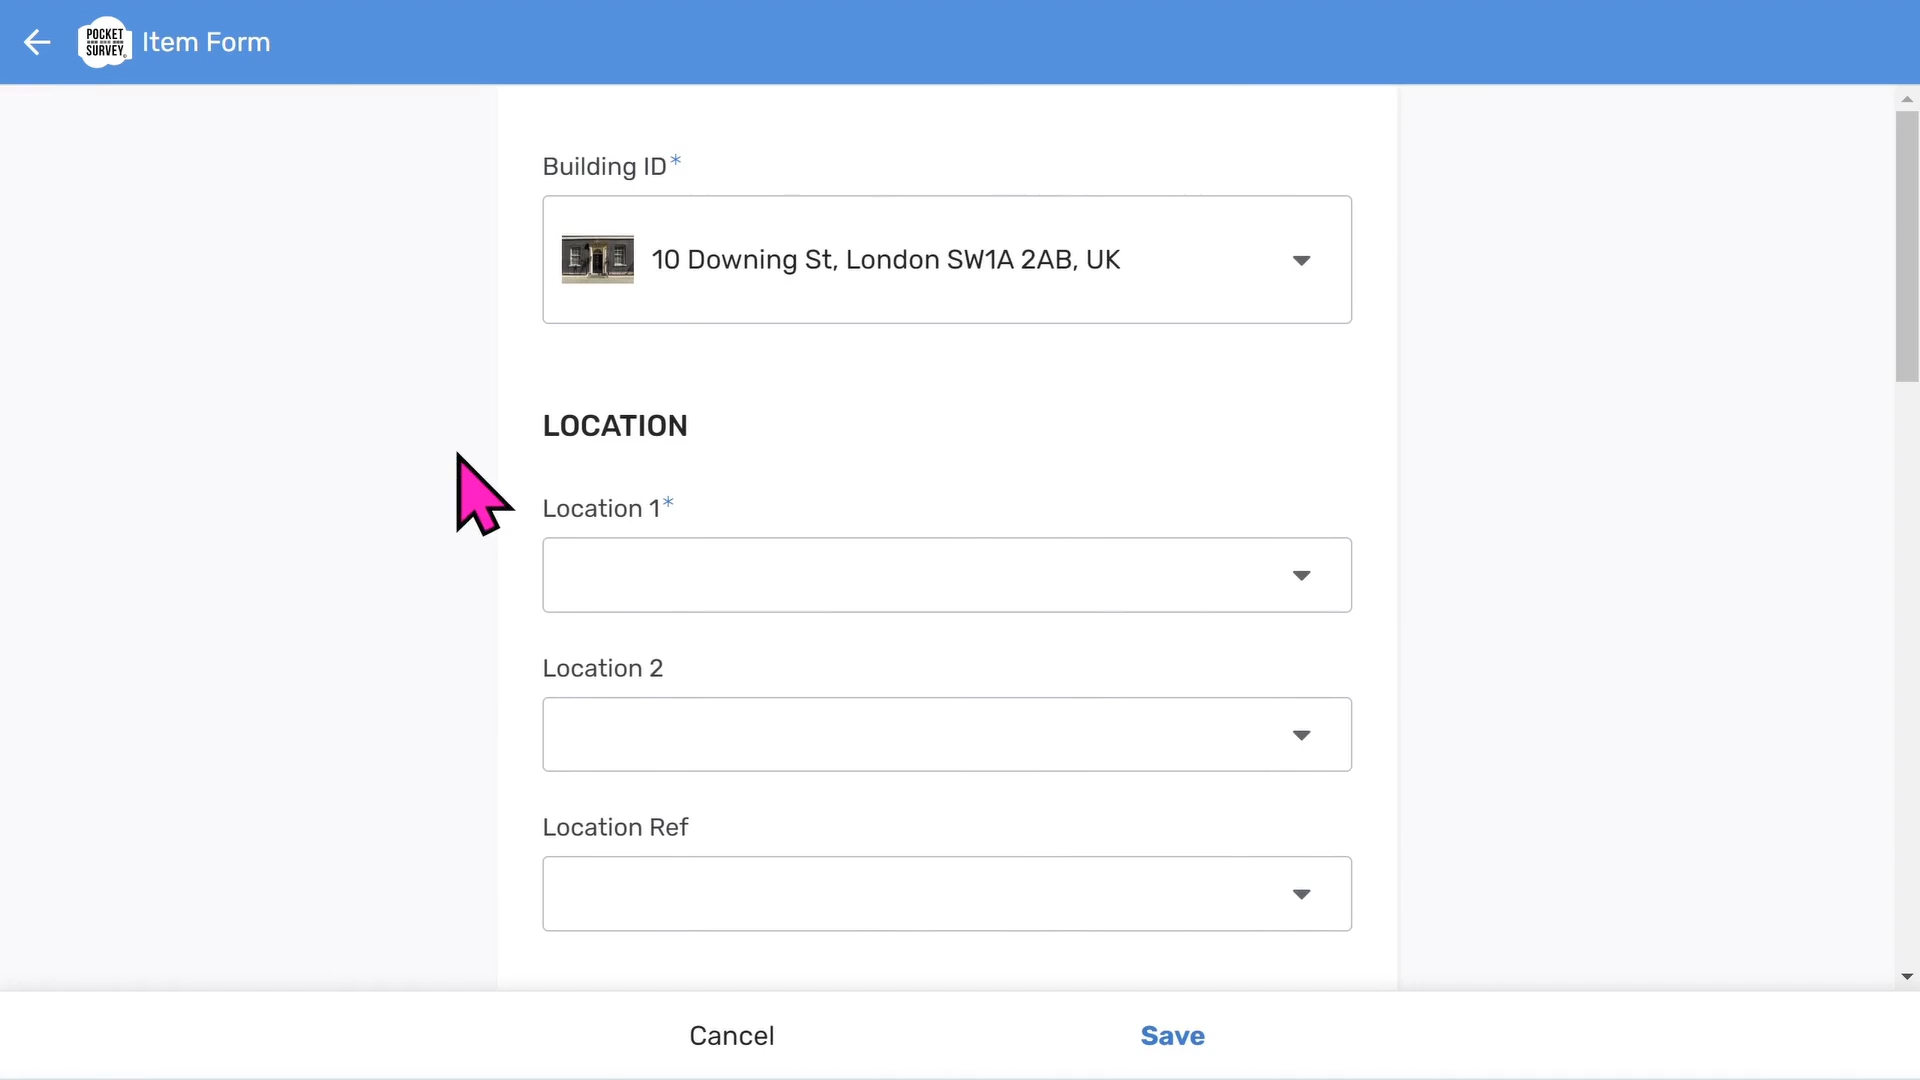 POCKET
SURVEY
Item Form
Building ID*
10 Downing St, London SW1A 2AB, UK
LOCATION
Location 1*
Location 2
Location Ref
Cancel
Save